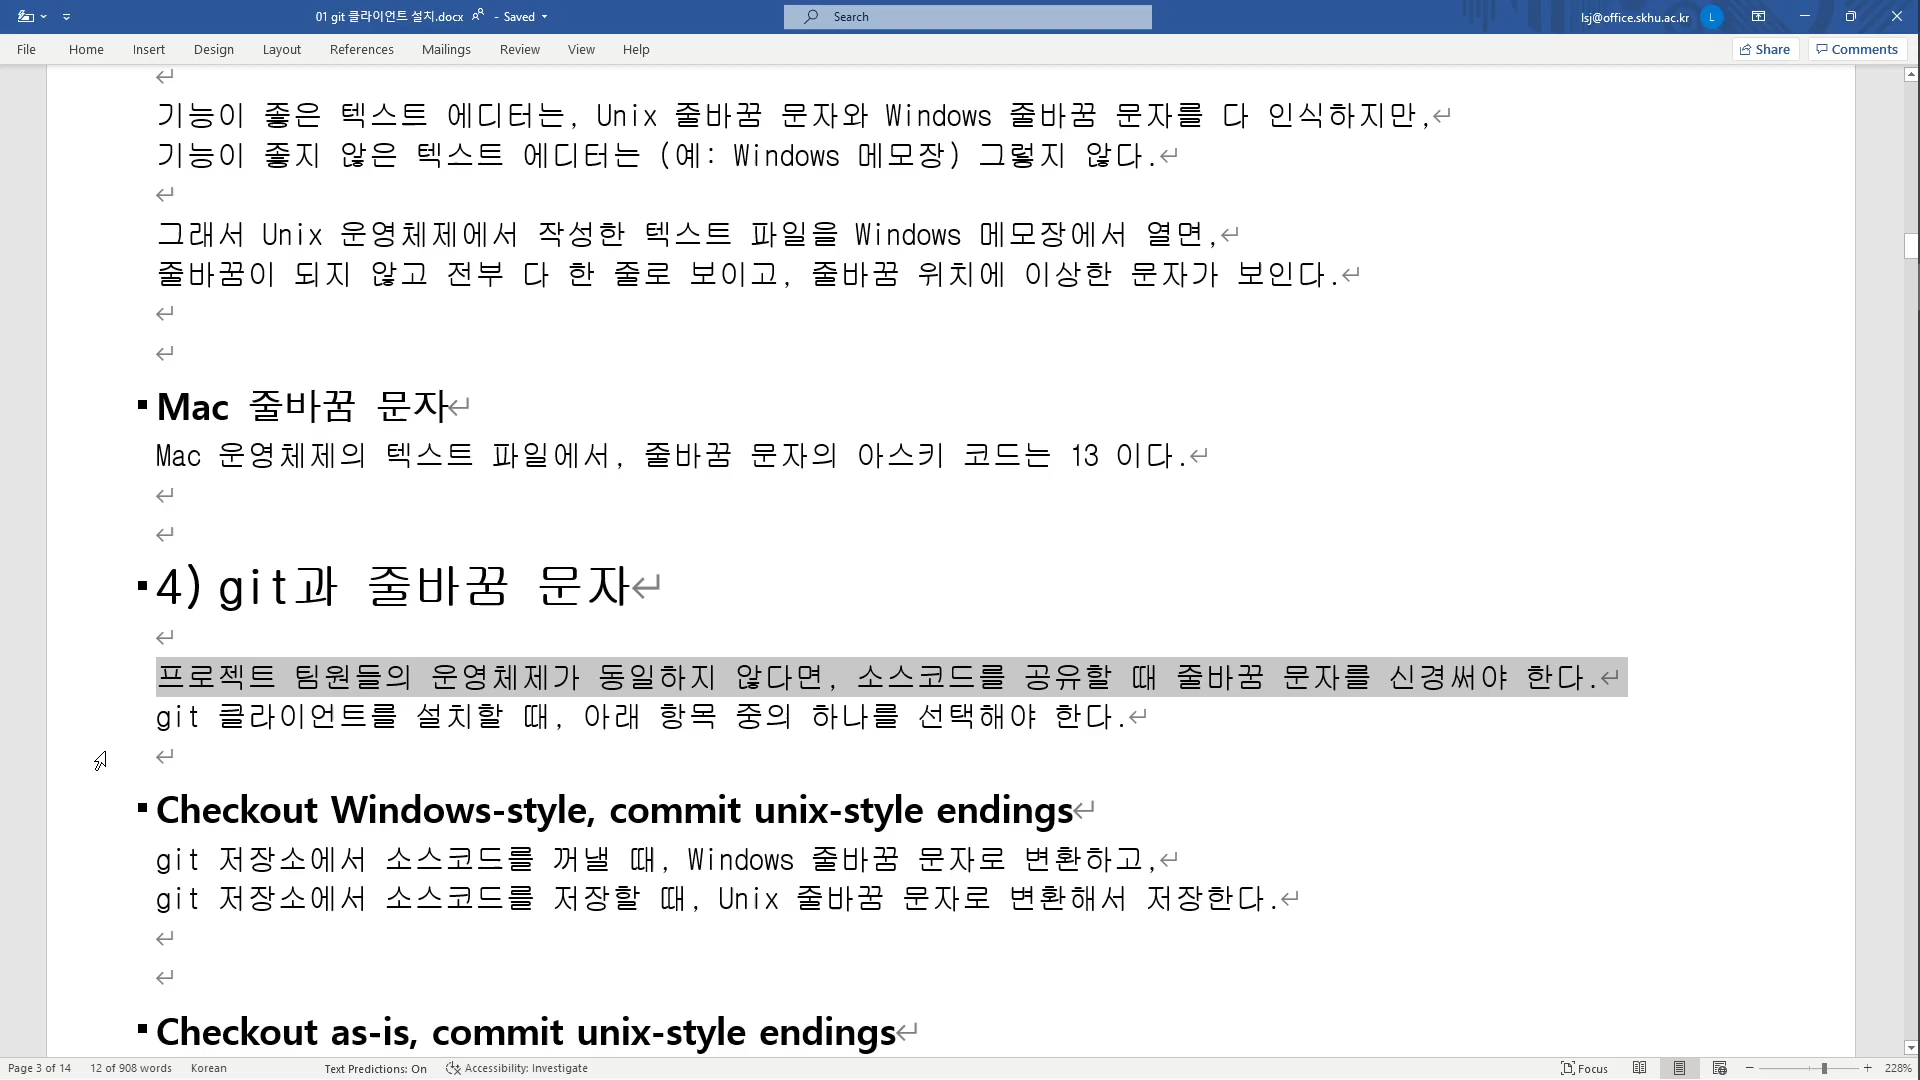 01 git 클라이언트 설치.docx - Saved
Search
lsj@office.skhu.ac.kr L
File Home Insert Design Layout References Mailings Review View Help Share Comments
기능이 좋은 텍스트 에디터는, Unix 줄바꿈 문자와 Windows 줄바꿈 문자를 다 인식하지만,
기능이 좋지 않은 텍스트 에디터는 (예: Windows 메모장) 그렇지 않다.
그래서 Unix 운영체제에서 작성한 텍스트 파일을 Windows 메모장에서 열면,
줄바꿈이 되지 않고 전부 다 한 줄로 보이고, 줄바꿈 위치에 이상한 문자가 보인다.
Mac 줄바꿈 문자
Mac 운영체제의 텍스트 파일에서, 줄바꿈 문자의 아스키 코드는 13 이다.
4) git과 줄바꿈 문자
프로젝트 팀원들의 운영체제가 동일하지 않다면, 소스코드를 공유할 때 줄바꿈 문자를 신경써야 한다.
git 클라이언트를 설치할 때, 아래 항목 중의 하나를 선택해야 한다.
Checkout Windows-style, commit unix-style endings
git 저장소에서 소스코드를 꺼낼 때, Windows 줄바꿈 문자로 변환하고,
git 저장소에서 소스코드를 저장할 때, Unix 줄바꿈 문자로 변환해서 저장한다.
Checkout as-is, commit unix-style endings
Page 3 of 14 12 of 908 words Korean Text Predictions: On Accessibility: Investigate Focus 228%